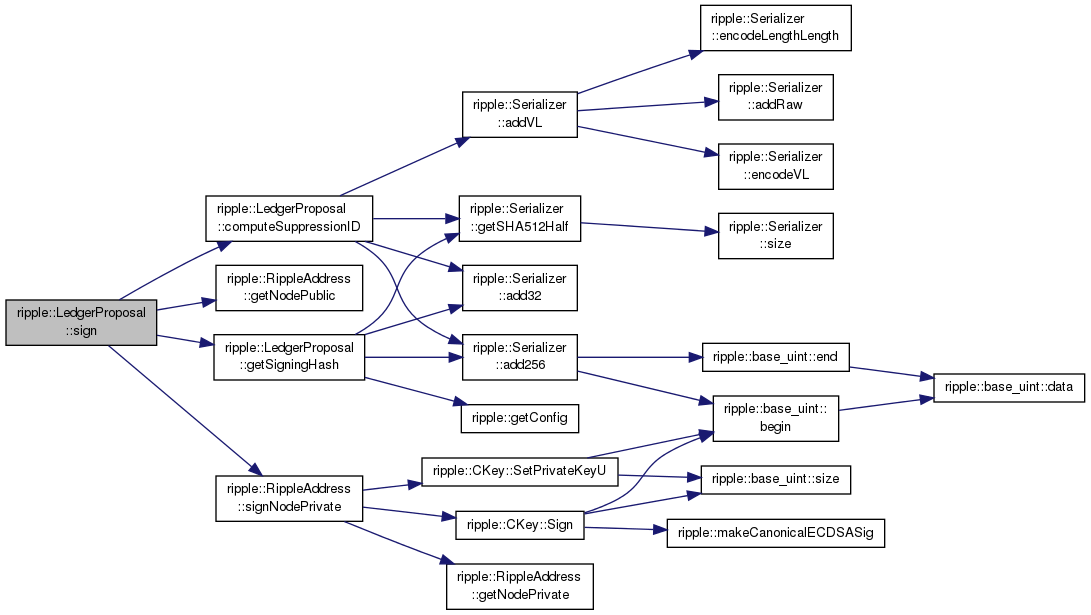 ripple::LedgerProposal
::sign
ripple::LedgerProposal
::computeSuppressionID
ripple::RippleAddress
::getNodePublic
ripple::LedgerProposal
::getSigningHash
ripple::RippleAddress
::signNodePrivate
ripple::Serializer
::addVL
ripple::Serializer
::getSHA512Half
ripple::Serializer
::add32
ripple::Serializer
::add256
ripple::getConfig
ripple::CKey::SetPrivateKeyU
ripple::CKey::Sign
ripple::RippleAddress
::getNodePrivate
ripple::Serializer
::encodeLengthLength
ripple::Serializer
::addRaw
ripple::Serializer
::encodeVL
ripple::Serializer
::size
ripple::base_uint::end
ripple::base_uint::
begin
ripple::base_uint::size
ripple::makeCanonicalECDSASig
ripple::base_uint::data